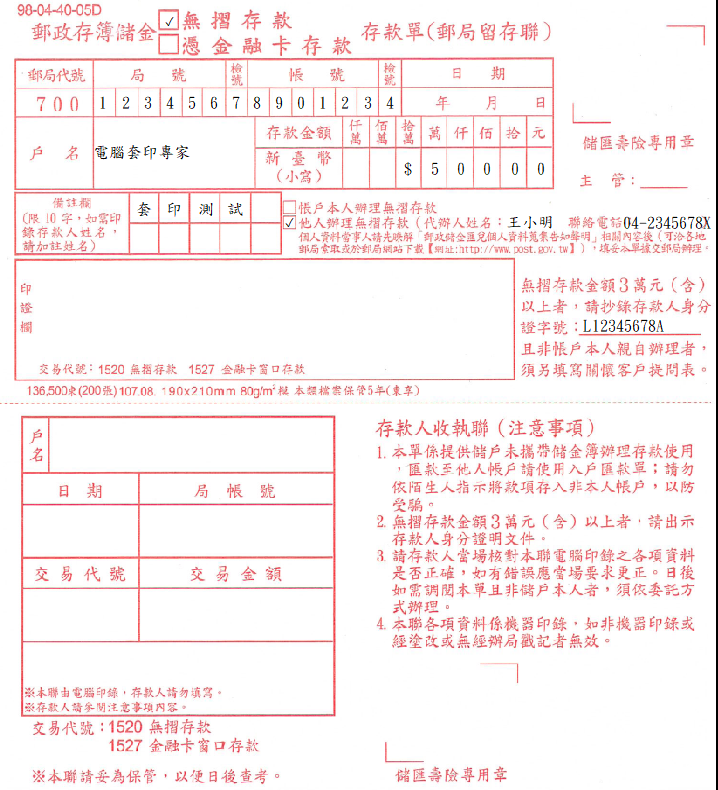 98-04-40-05D
郵政存簿儲金 ☑無摺存款 □憑金融卡存款 存款單(郵局留存聯)
郵局代號 局號 檢號 帳號 檢號 日期
700 1 2 3 4 5 6 7 8 9 0 1 2 3 4 年 月 日
戶名 電腦套印專家
存款金額 仟萬 佰萬 拾萬 萬 仟 佰 拾 元
新臺幣(小寫) $ 5 0 0 0 0
儲匯壽險專用章
主管:
備註欄
(限10字,如需印
錄存款人姓名,
請加註姓名)
套 印 測 試
□帳戶本人辦理無摺存款
☑他人辦理無摺存款(代辦人姓名:王小明 聯絡電話04-2345678X
個人資料當事人請先瞭解「郵政儲金匯兌個人資料蒐集告知聲明」相關內容後(可洽各地
郵局索取或於郵局網站下載【網址:http://www.post.gov.tw】),填妥本單據交郵局辦理。
印證欄
交易代號:1520 無摺存款 1527 金融卡窗口存款
無摺存款金額3萬元(含)
以上者,請抄錄存款人身分
證字號:L12345678A
且非帳戶本人親自辦理者,
須另填寫關懷客戶提問表。
136,500束(200張)107.08. 190x210mm 80g/m² 模 本類檔需保管5年(東享)
戶名
日期 局帳號
交易代號 交易金額
※本聯由電腦印錄,存款人請勿填寫。
※存款人請參閱注意事項內容。
交易代號:1520 無摺存款
1527 金融卡窗口存款
※本聯請妥為保管,以便日後查考。
存款人收執聯(注意事項)
1. 本單係提供儲戶未攜帶儲金簿辦理存款使用
,匯款至他人帳戶請使用入戶匯款單;請勿
依陌生人指示將款項存入非本人帳戶,以防
受騙。
2. 無摺存款金額3萬元(含)以上者,請出示
存款人身分證明文件。
3. 請存款人當場核對本聯電腦印錄之各項資料
是否正確,如有錯誤應當場要求更正。日後
如需調閱本單且非儲戶本人者,須依委託方
式辦理。
4. 本聯各項資料係機器印錄,如非機器印錄或
經塗改或無經辦局戳記者無效。
儲匯壽險專用章